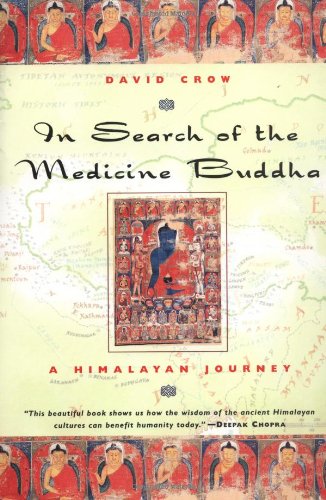 DAVID CROW
In Search of the
Medicine Buddha
A HIMALAYAN JOURNEY
"This beautiful book shows us how the wisdom of the ancient Himalayan
cultures can benefit humanity today."—DEEPAK CHOPRA